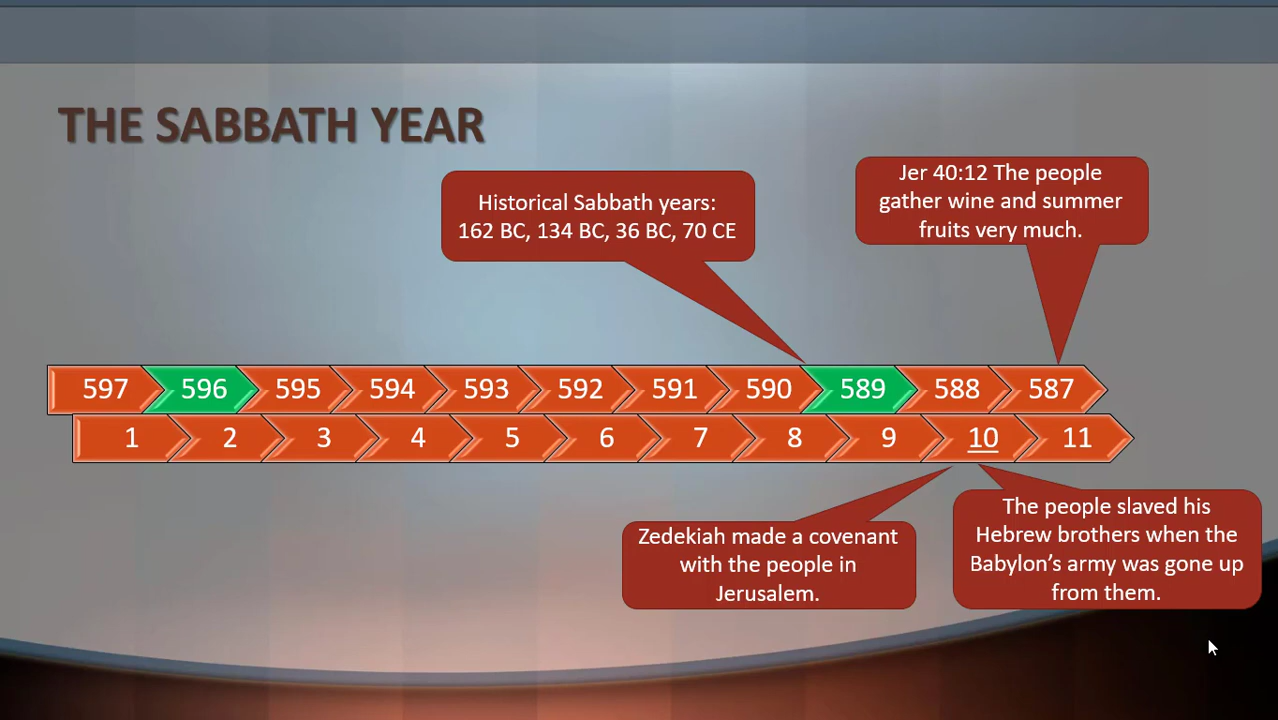 THE SABBATH YEAR
Historical Sabbath years:
162 BC, 134 BC, 36 BC, 70 CE
Jer 40:12 The people
gather wine and summer
fruits very much.
597 596 595 594 593 592 591 590 589 588 587
1 2 3 4 5 6 7 8 9 10 11
Zedekiah made a covenant
with the people in
Jerusalem.
The people slaved his
Hebrew brothers when the
Babylon's army was gone up
from them.